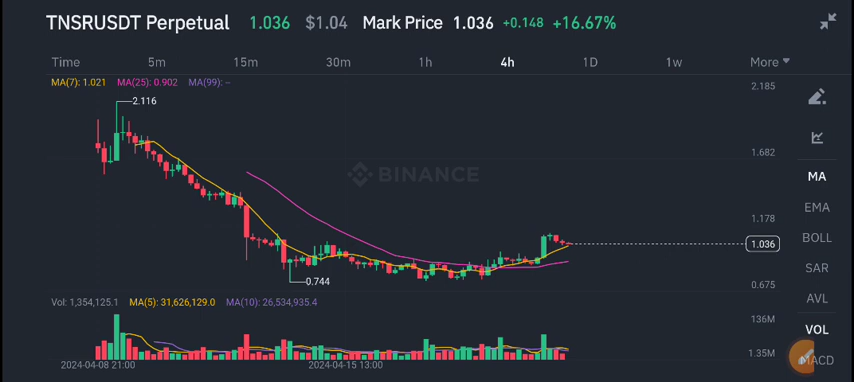 TNSRUSDT Perpetual 1.036 $1.04 Mark Price 1.036 +0.148 +16.67%
Time 5m 15m 30m 1h 4h 1D 1w More
MA(7): 1.021 MA(25): 0.902 MA(99): --
2.185
2.116
1.682
BINANCE
MA
1.178
EMA
BOLL
1.036
SAR
0.744
0.675
AVL
Vol: 1,354,125.1 MA(5): 31,626,129.0 MA(10): 26,534,935.4
136M
VOL
1.35M
MACD
2024-04-08 21:00 2024-04-15 13:00